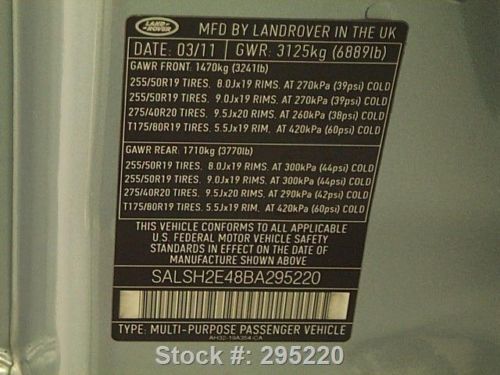 LAND ROVER
MFD BY LANDROVER IN THE UK
DATE: 03/11 GWR: 3125kg (6889lb)
GAWR FRONT: 1470kg (3241lb)
255/50R19 TIRES. 8.0Jx19 RIMS. AT 270kPa (39psi) COLD
255/50R19 TIRES. 9.0Jx19 RIMS. AT 270kPa (39psi) COLD
275/40R20 TIRES. 9.5Jx20 RIMS. AT 260kPa (38psi) COLD
T175/80R19 TIRES. 5.5Jx19 RIM, AT 420kPa (60psi) COLD
GAWR REAR: 1710kg (3770lb)
255/50R19 TIRES. 8.0Jx19 RIMS. AT 300kPa (44psi) COLD
255/50R19 TIRES. 9.0Jx19 RIMS. AT 300kPa (44psi) COLD
275/40R20 TIRES. 9.5Jx20 RIMS. AT 290kPa (42psi) COLD
T175/80R19 TIRES. 5.5Jx19 RIM, AT 420kPa (60psi) COLD
THIS VEHICLE CONFORMS TO ALL APPLICABLE
U.S. FEDERAL MOTOR VEHICLE SAFETY
STANDARDS IN EFFECT ON THE DATE OF
MANUFACTURE SHOWN ABOVE
SALSH2E48BA295220
TYPE: MULTI-PURPOSE PASSENGER VEHICLE
AH32-19A354-CA
Stock #: 295220